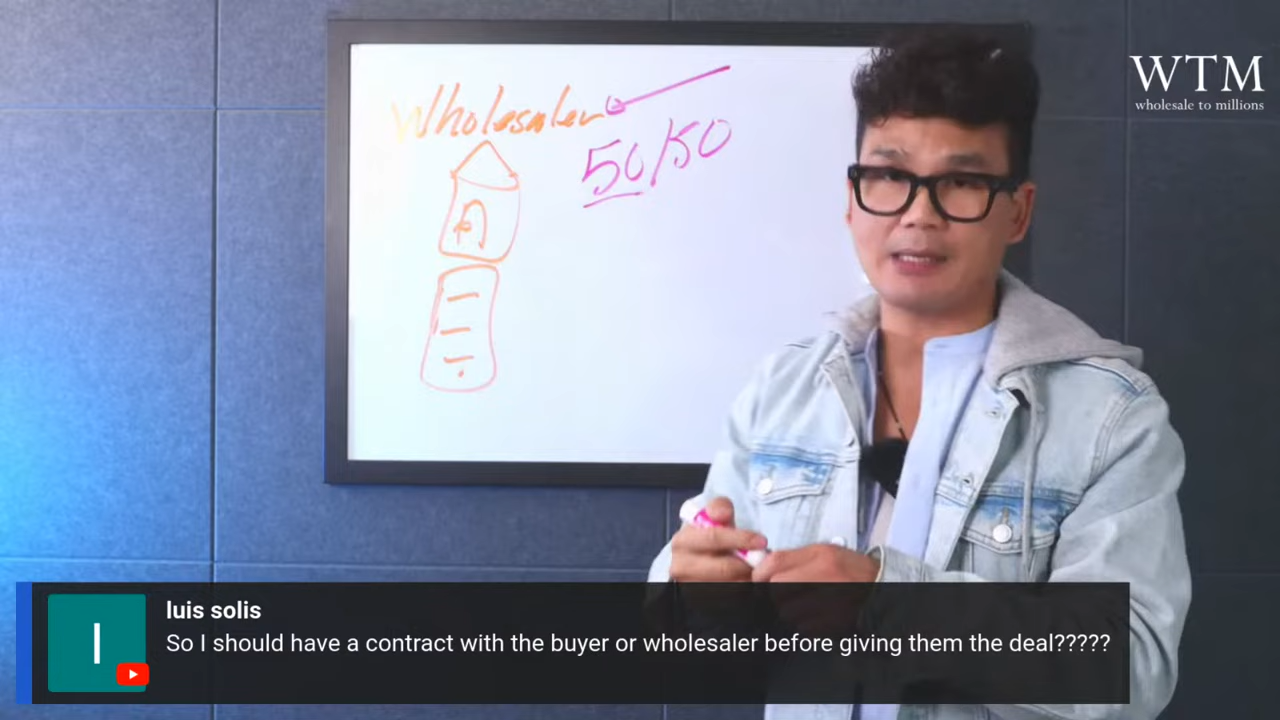 Wholesaler
50/50
WTM
wholesale to millions
luis solis
So I should have a contract with the buyer or wholesaler before giving them the deal?????
l